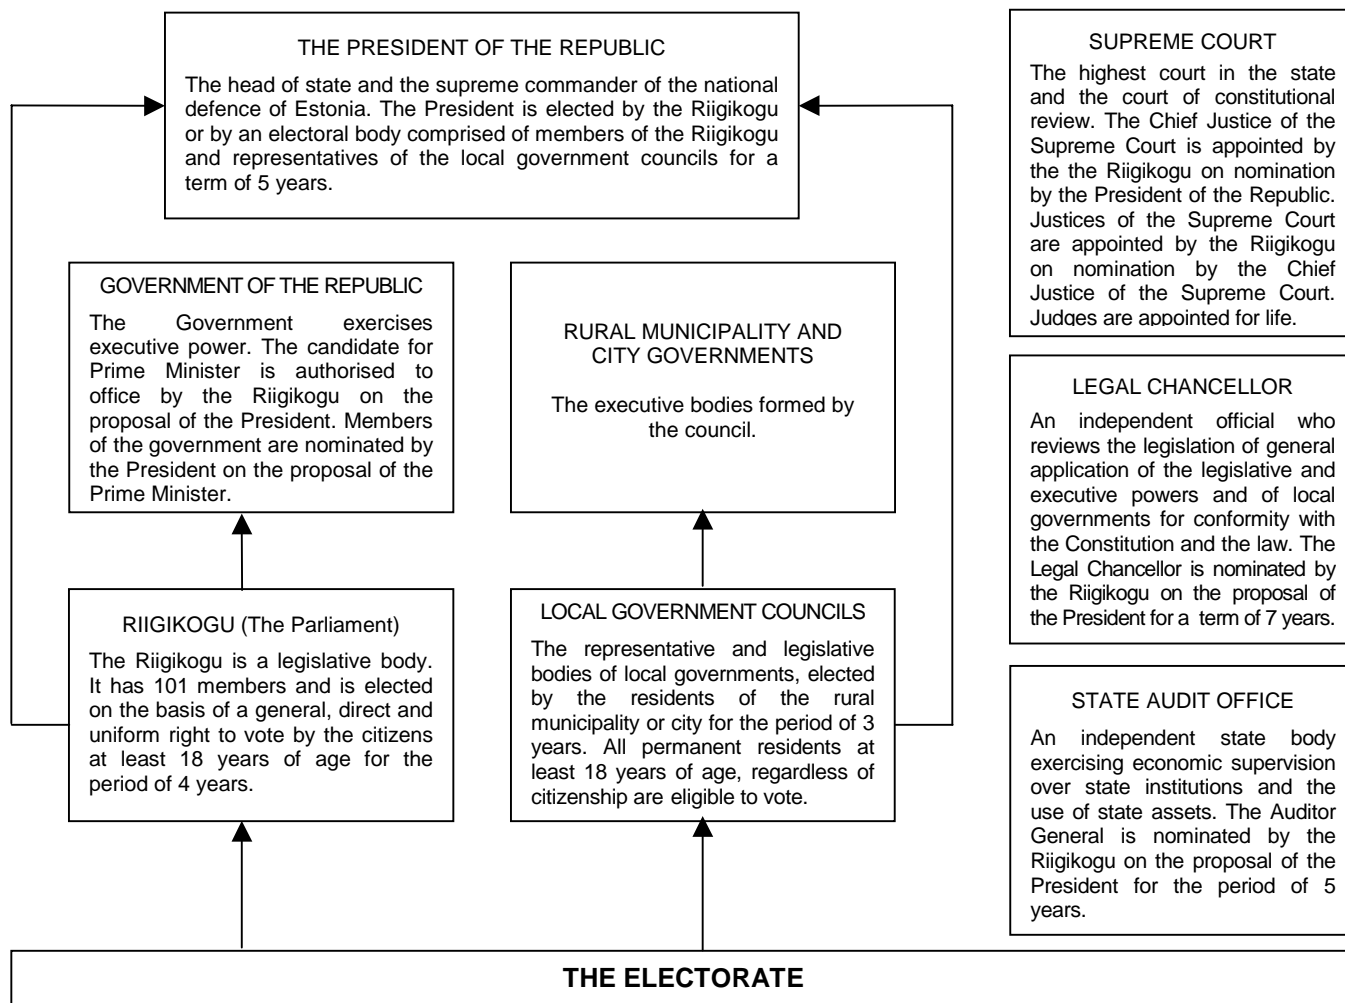 THE PRESIDENT OF THE REPUBLIC
The head of state and the supreme commander of the national
defence of Estonia. The President is elected by the Riigikogu
or by an electoral body comprised of members of the Riigikogu
and representatives of the local government councils for a
term of 5 years.
GOVERNMENT OF THE REPUBLIC
The Government exercises
executive power. The candidate for
Prime Minister is authorised to
office by the Riigikogu on the
proposal of the President. Members
of the government are nominated by
the President on the proposal of the
Prime Minister.
RURAL MUNICIPALITY AND
CITY GOVERNMENTS
The executive bodies formed by
the council.
RIIGIKOGU (The Parliament)
The Riigikogu is a legislative body.
It has 101 members and is elected
on the basis of a general, direct and
uniform right to vote by the citizens
at least 18 years of age for the
period of 4 years.
LOCAL GOVERNMENT COUNCILS
The representative and legislative
bodies of local governments, elected
by the residents of the rural
municipality or city for the period of 3
years. All permanent residents at
least 18 years of age, regardless of
citizenship are eligible to vote.
SUPREME COURT
The highest court in the state
and the court of constitutional
review. The Chief Justice of the
Supreme Court is appointed by
the the Riigikogu on nomination
by the President of the Republic.
Justices of the Supreme Court
are appointed by the Riigikogu
on nomination by the Chief
Justice of the Supreme Court.
Judges are appointed for life.
LEGAL CHANCELLOR
An independent official who
reviews the legislation of general
application of the legislative and
executive powers and of local
governments for conformity with
the Constitution and the law. The
Legal Chancellor is nominated by
the Riigikogu on the proposal of
the President for a term of 7 years.
STATE AUDIT OFFICE
An independent state body
exercising economic supervision
over state institutions and the
use of state assets. The Auditor
General is nominated by the
Riigikogu on the proposal of the
President for the period of 5
years.
THE ELECTORATE